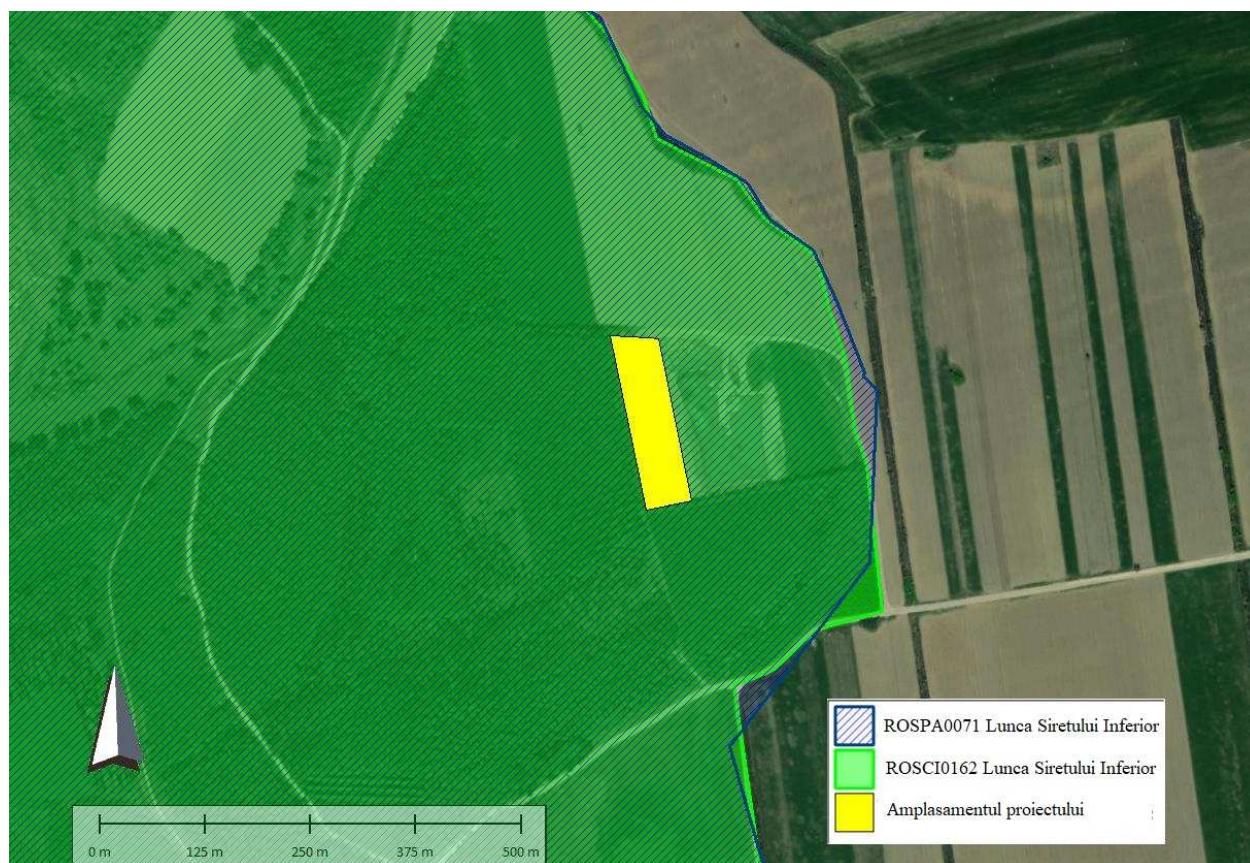 ROSPA0071 Lunca Siretului Inferior
ROSCI0162 Lunca Siretului Inferior
Amplasamentul proiectului
0 m 125 m 250 m 375 m 500 m